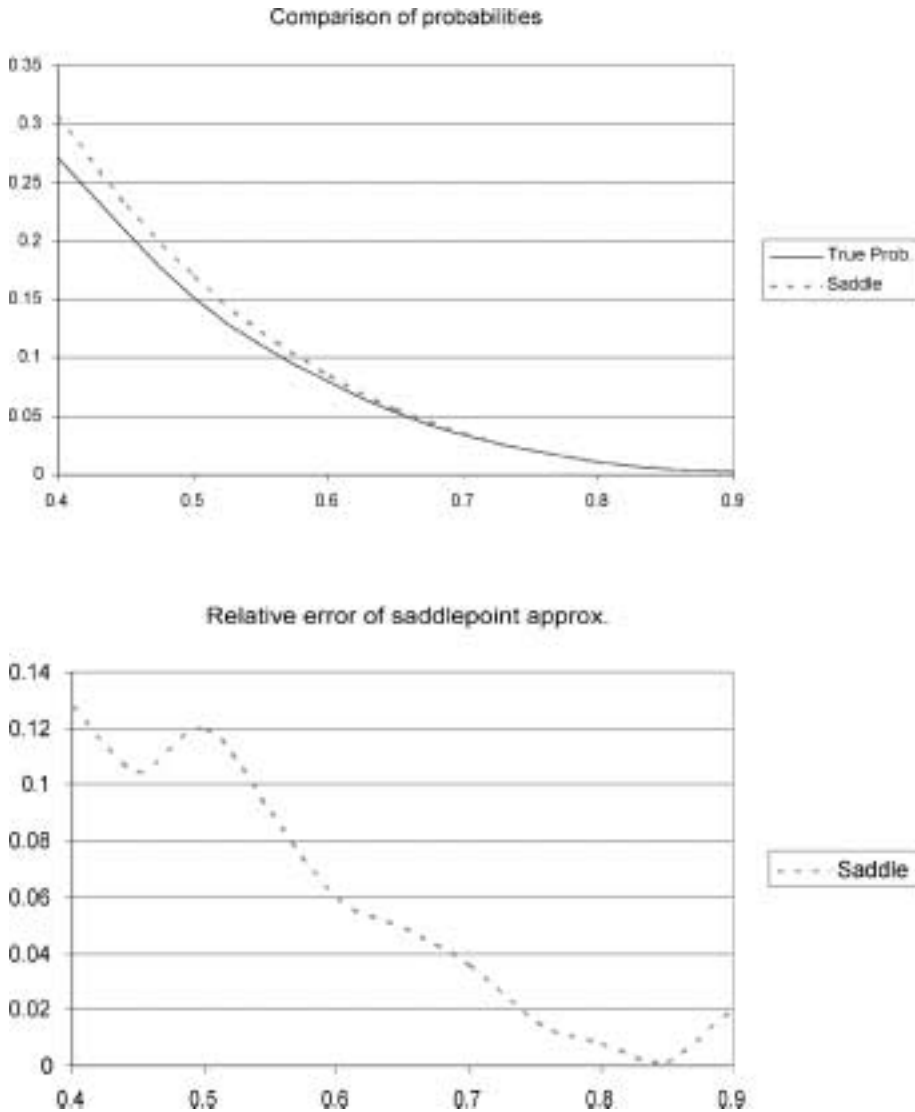 Comparison of probabilities
0.35
0.3
0.25
0.2
0.15
0.1
0.05
0
0.4 0.5 0.6 0.7 0.8 0.9
True Prob.
Saddle
Relative error of saddlepoint approx.
0.14
0.12
0.1
0.08
0.06
0.04
0.02
0
0.4 0.5 0.6 0.7 0.8 0.9
Saddle